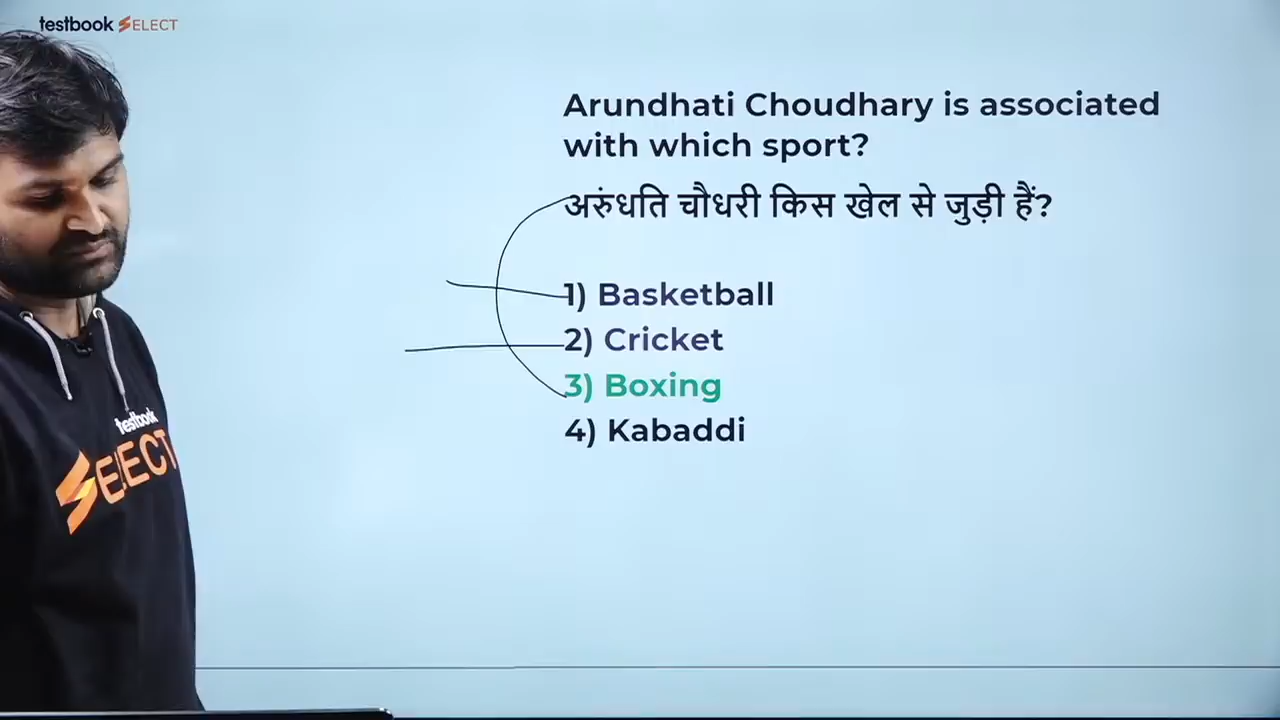 testbook SELECT
Arundhati Choudhary is associated
with which sport?
अरुंधति चौधरी किस खेल से जुड़ी हैं?
1) Basketball
2) Cricket
3) Boxing
4) Kabaddi
testbook
SELECT